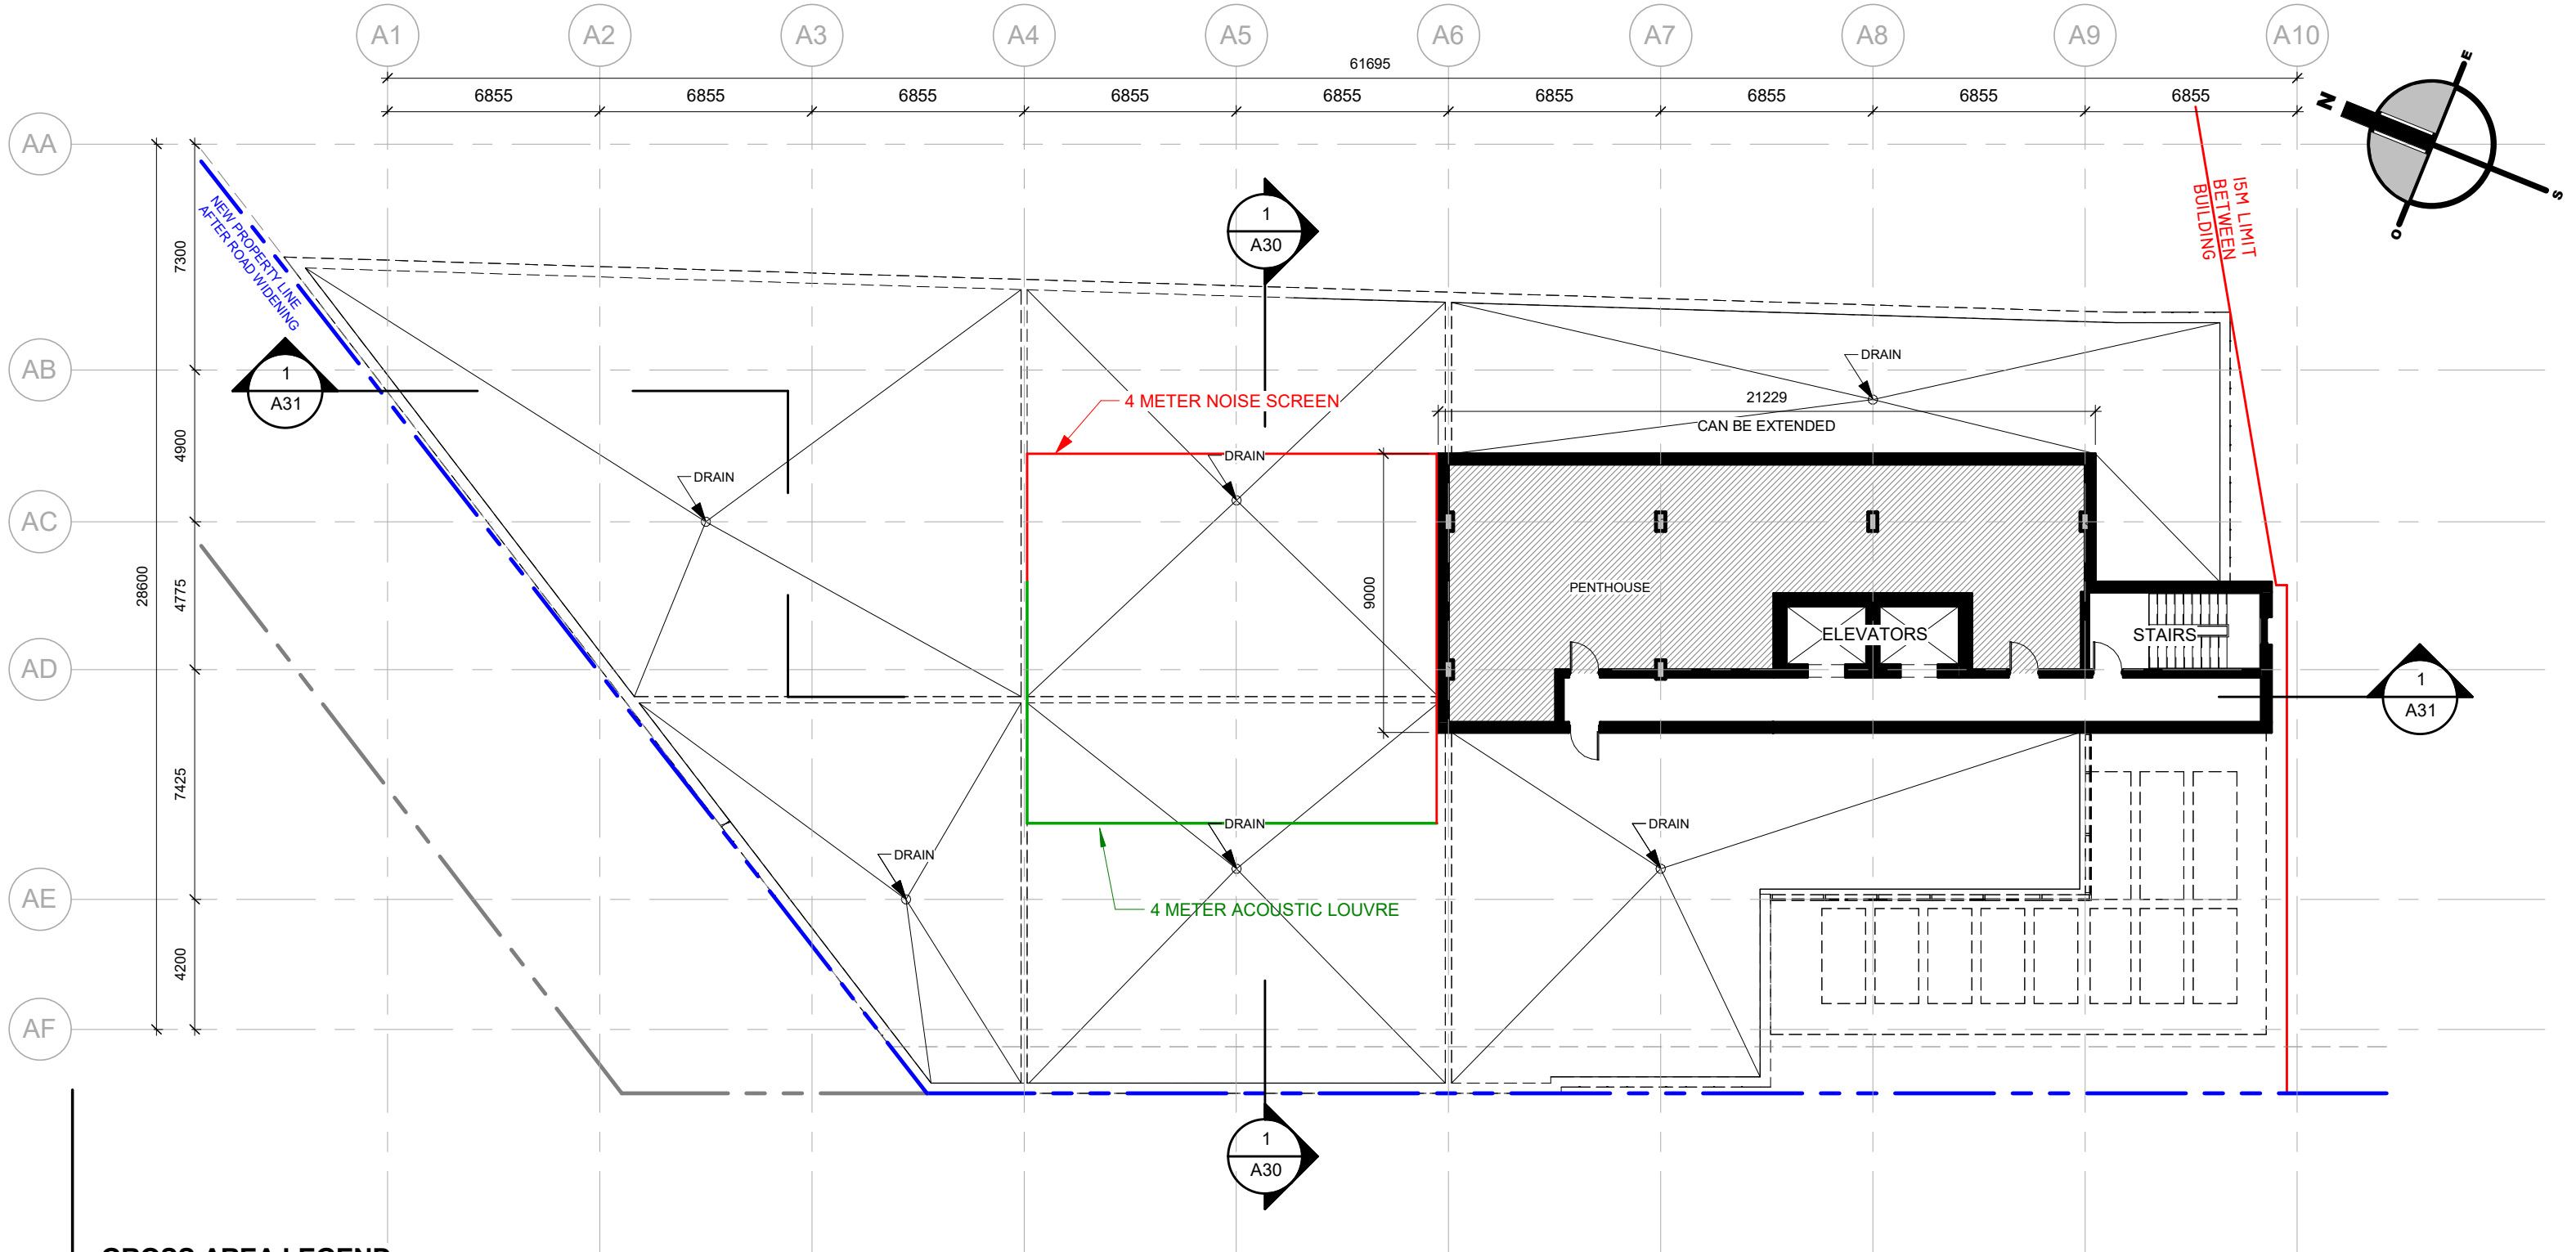 A1 A2 A3 A4 A5 A6 A7 A8 A9 A10
61695
6855 6855 6855 6855 6855 6855 6855 6855 6855
E
N
S
O
AA
AB
AC
AD
AE
AF
28600
7300
4900
4775
7425
4200
NEW PROPERTY LINE
AFTER ROAD WIDENING
15M LIMIT
BETWEEN
BUILDING
1
A30
1
A31
4 METER NOISE SCREEN
DRAIN
21229
CAN BE EXTENDED
DRAIN
DRAIN
9000
PENTHOUSE
ELEVATORS
STAIRS
1
A31
DRAIN
DRAIN
DRAIN
4 METER ACOUSTIC LOUVRE
1
A30
GROSS AREA LEGEND